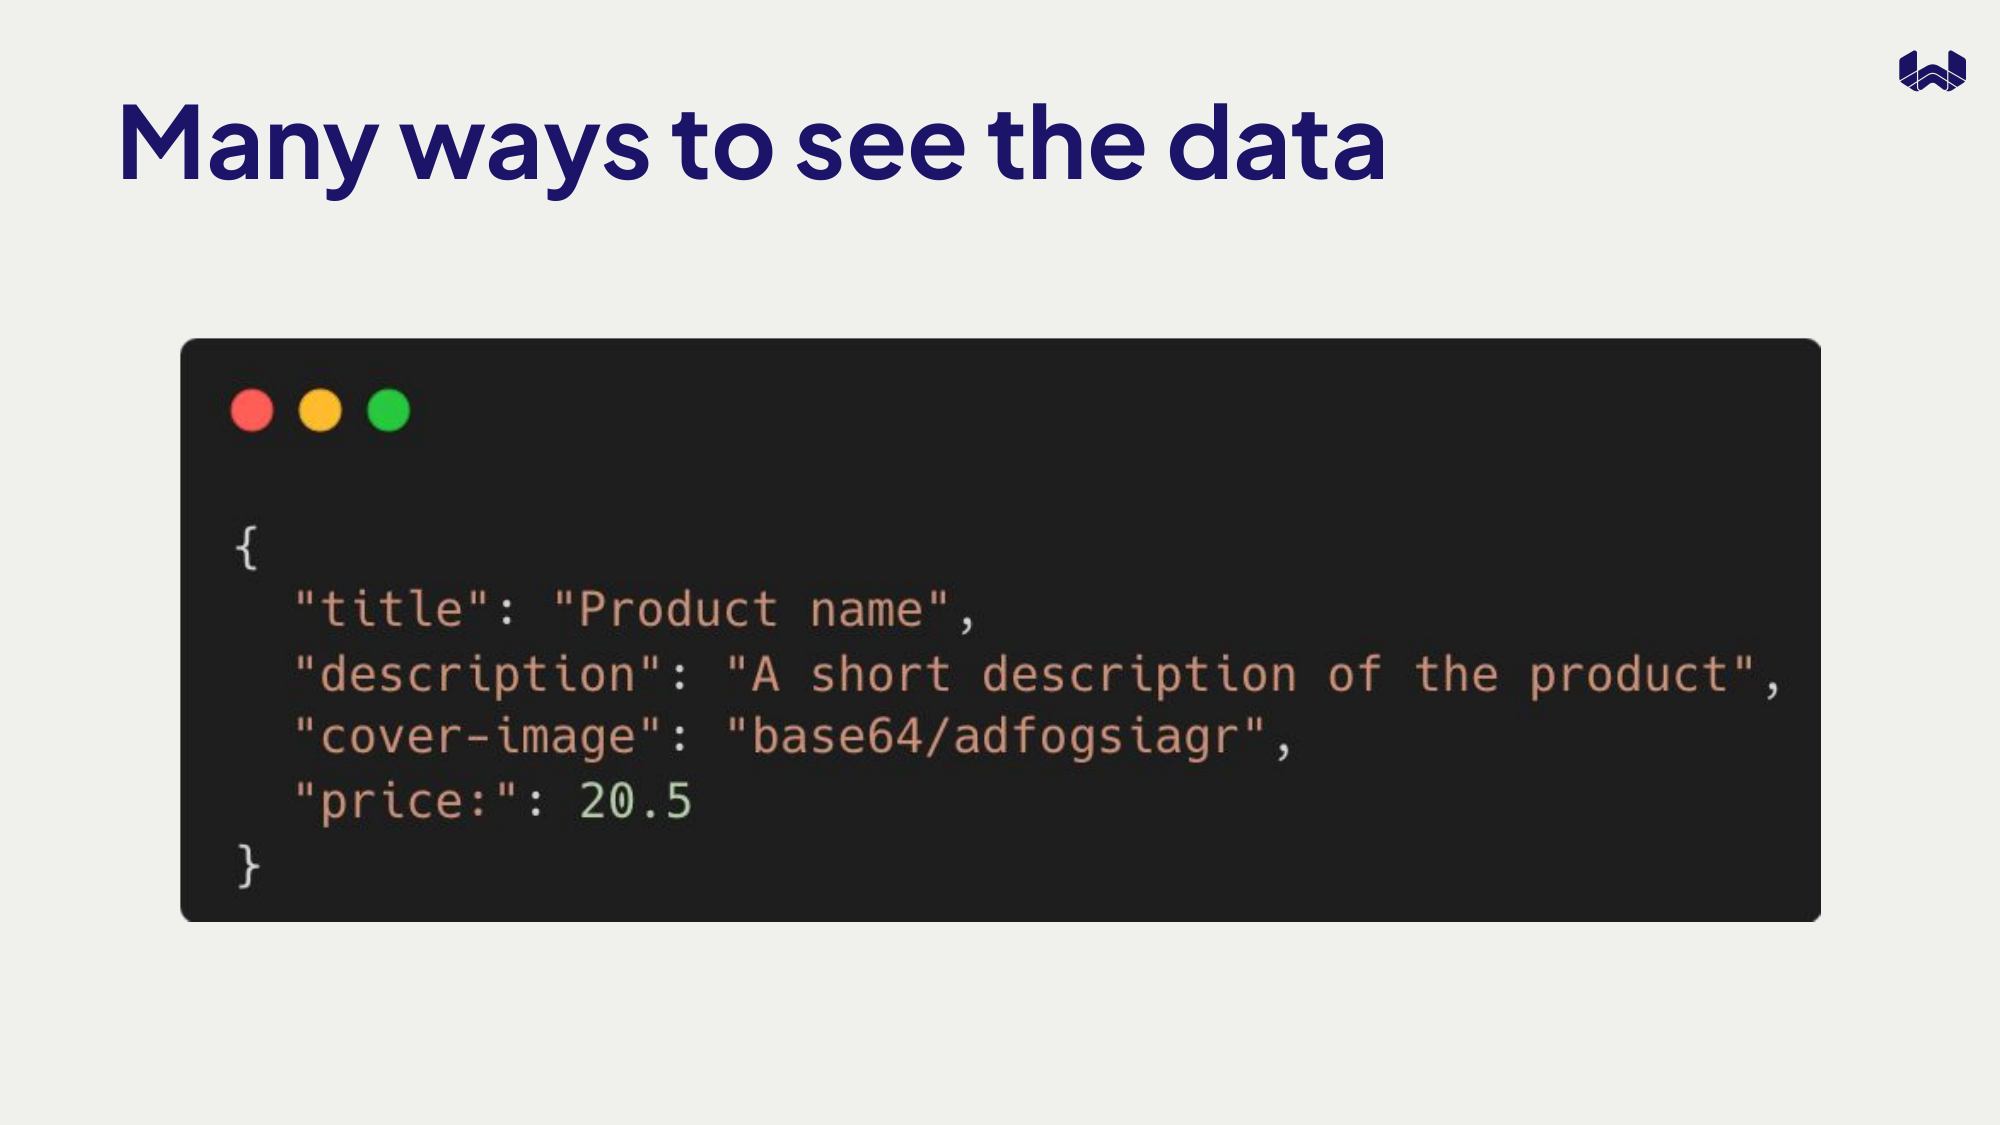 Many ways to see the data
{
"title": "Product name",
"description": "A short description of the product",
"cover-image": "base64/adfogsiagr",
"price:": 20.5
}